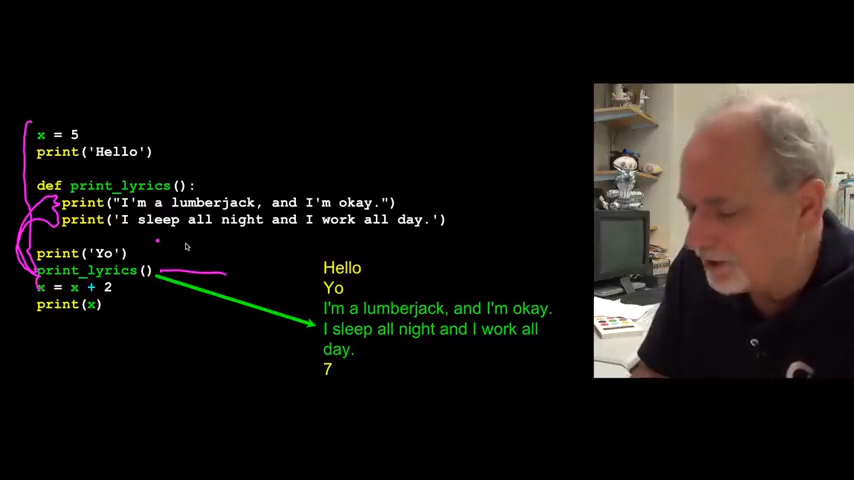 x = 5
print('Hello')
def print_lyrics():
print("I'm a lumberjack, and I'm okay.")
print('I sleep all night and I work all day.')
print('Yo')
print_lyrics()
x = x + 2
print(x)
Hello
Yo
I'm a lumberjack, and I'm okay.
I sleep all night and I work all
day.
7